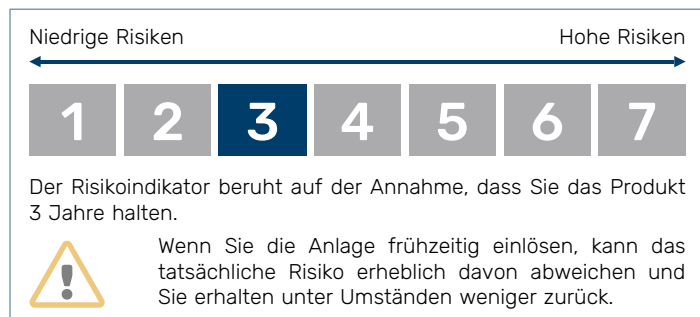 Niedrige Risiken Hohe Risiken
1 2 3 4 5 6 7
Der Risikoindikator beruht auf der Annahme, dass Sie das Produkt
3 Jahre halten.
!
Wenn Sie die Anlage frühzeitig einlösen, kann das
tatsächliche Risiko erheblich davon abweichen und
Sie erhalten unter Umständen weniger zurück.